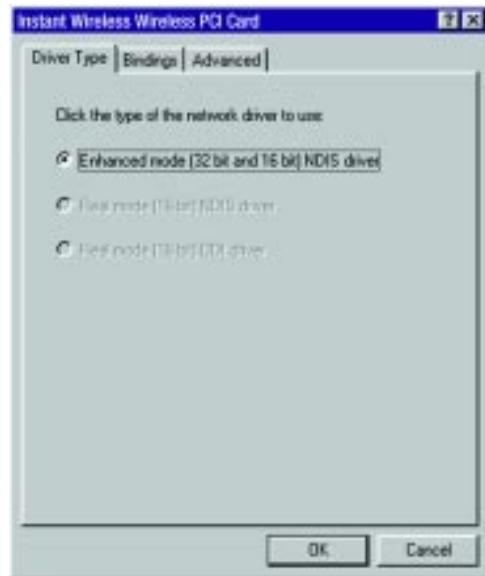 Instant Wireless Wireless PCI Card
Driver Type Bindings Advanced
Click the type of the network driver to use:
Enhanced mode (32 bit and 16 bit) NDIS driver
Real mode (16 bit) NDIS driver
Real mode (16 bit) ODI driver
OK Cancel